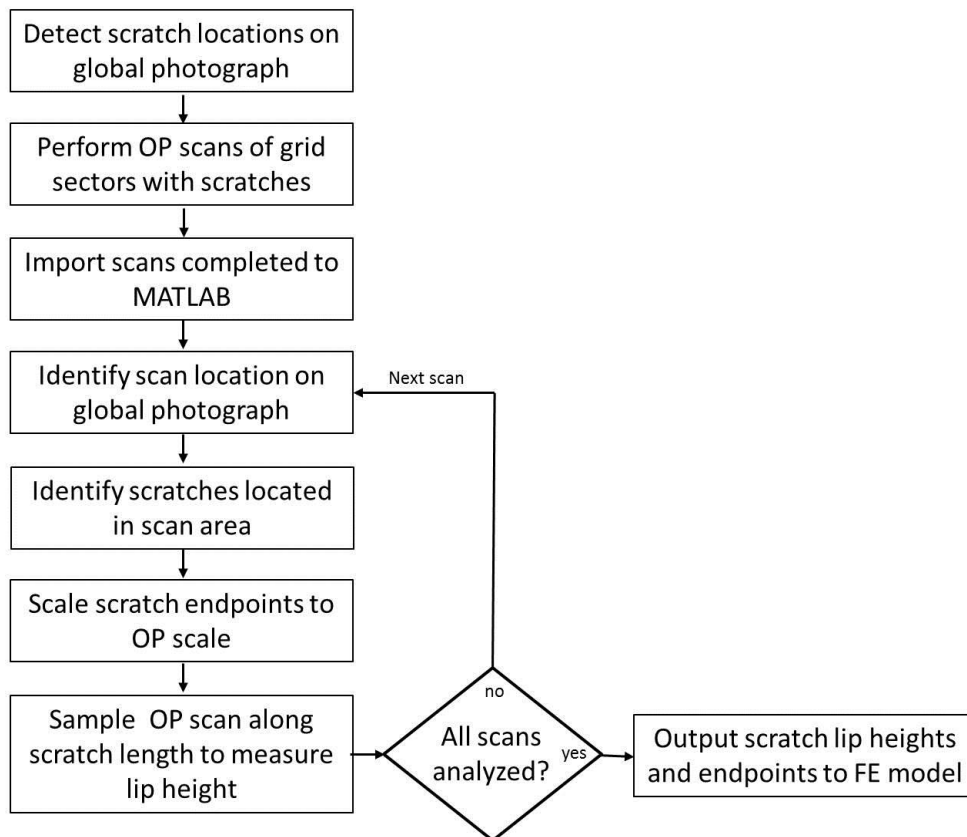 Detect scratch locations on
global photograph
Perform OP scans of grid
sectors with scratches
Import scans completed to
MATLAB
Identify scan location on
global photograph
Next scan
Identify scratches located
in scan area
Scale scratch endpoints to
OP scale
Sample OP scan along
scratch length to measure
lip height
no
All scans
analyzed?
yes
Output scratch lip heights
and endpoints to FE model